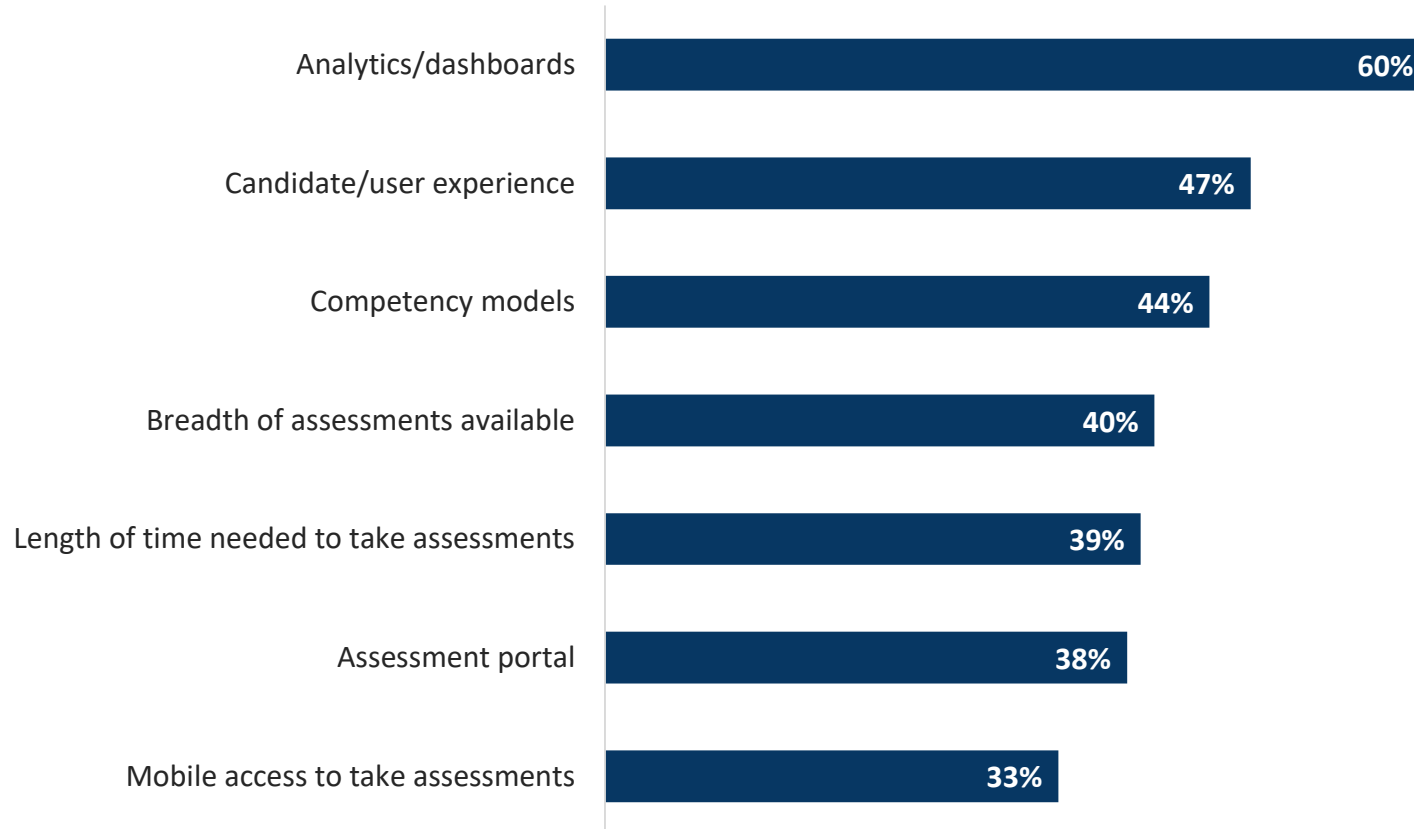 Analytics/dashboards 60%
Candidate/user experience 47%
Competency models 44%
Breadth of assessments available 40%
Length of time needed to take assessments 39%
Assessment portal 38%
Mobile access to take assessments 33%